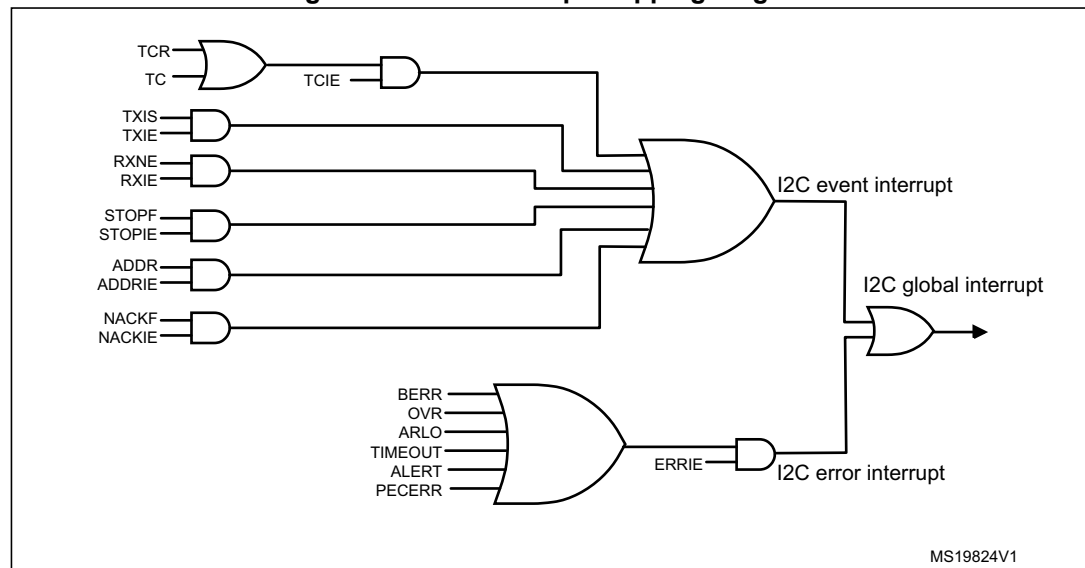 TCR
TC
TCIE
TXIS
TXIE
RXNE
RXIE
I2C event interrupt
STOPF
STOPIE
ADDR
ADDRIE
I2C global interrupt
NACKF
NACKIE
BERR
OVR
ARLO
TIMEOUT
ERRIE
ALERT
I2C error interrupt
PECERR
MS19824V1